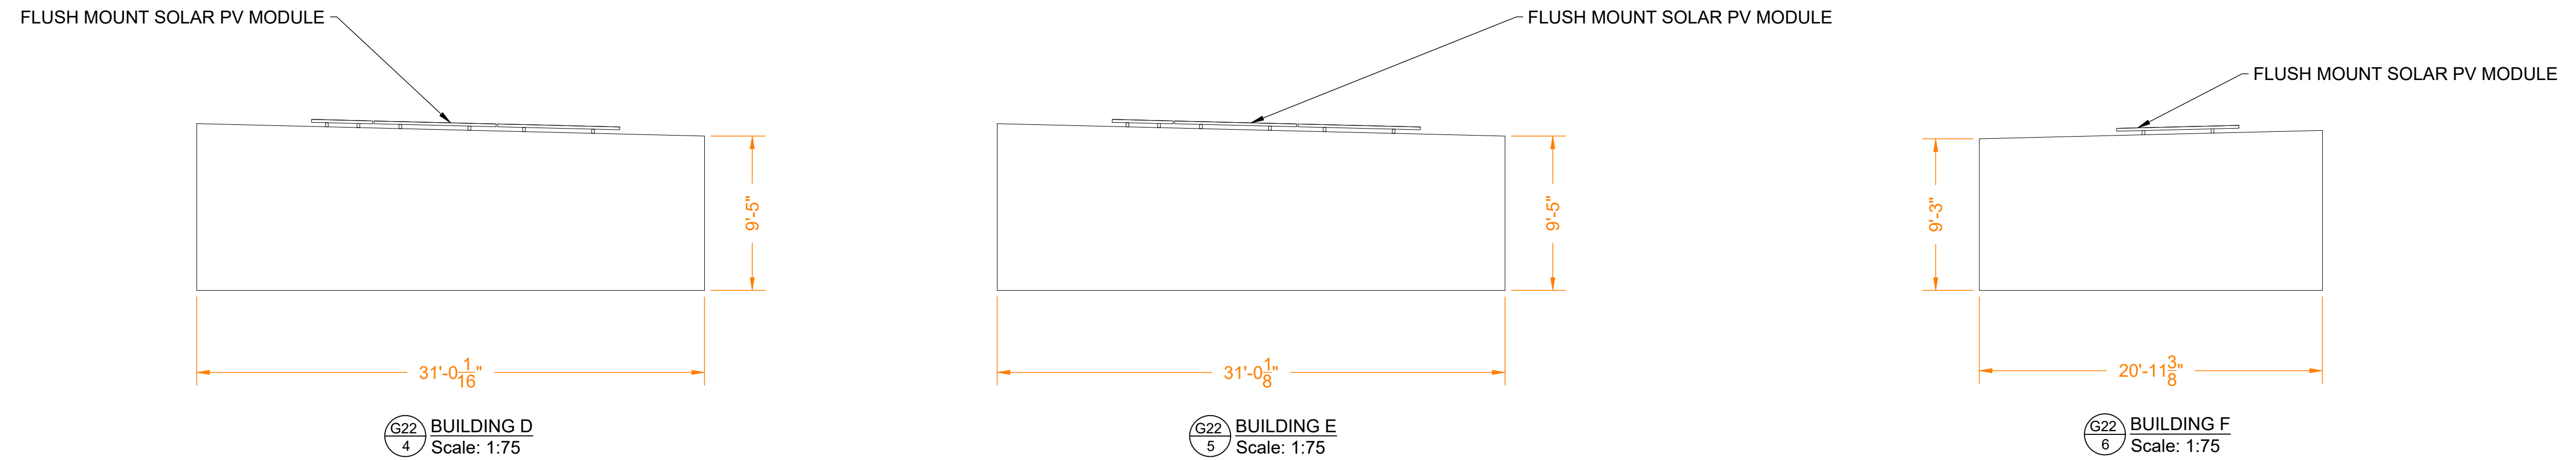 FLUSH MOUNT SOLAR PV MODULE
FLUSH MOUNT SOLAR PV MODULE
FLUSH MOUNT SOLAR PV MODULE
9'-5"
9'-5"
9'-3"
31'-0 1/16"
31'-0 1/8"
20'-11 3/8"
G22
4
BUILDING D
Scale: 1:75
G22
5
BUILDING E
Scale: 1:75
G22
6
BUILDING F
Scale: 1:75